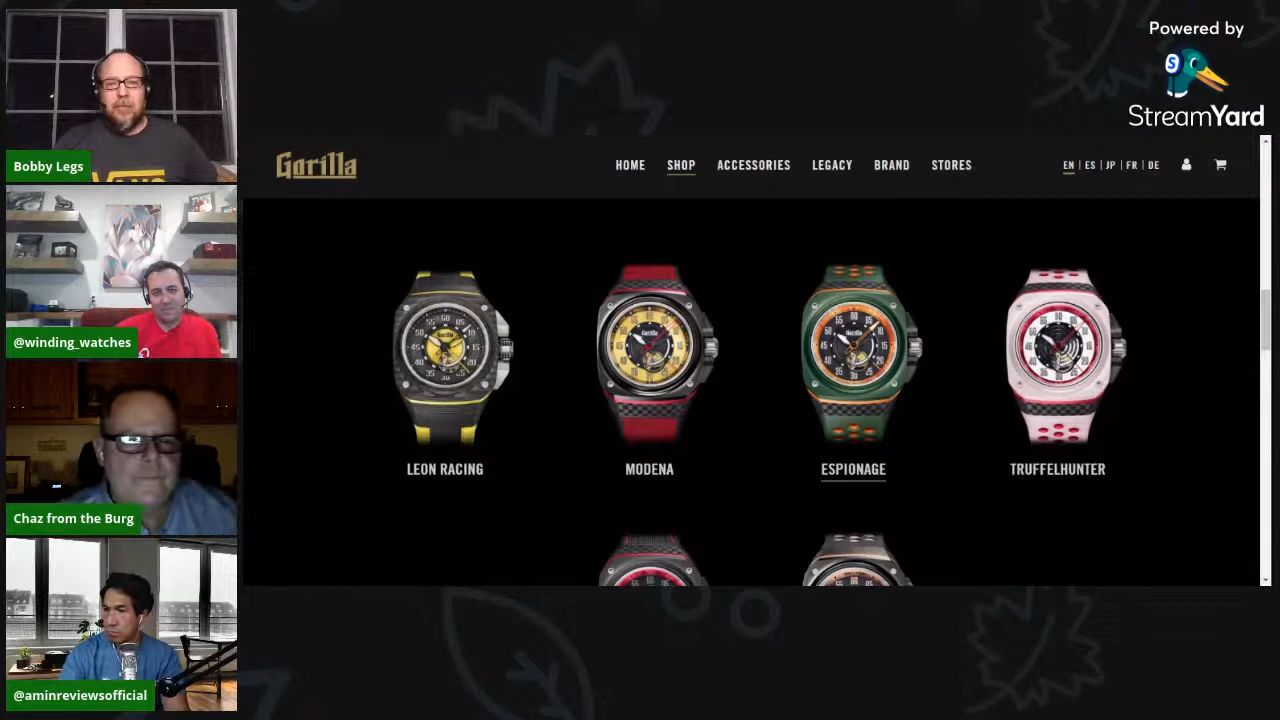 Powered by
StreamYard
Bobby Legs
@winding_watches
Chaz from the Burg
@aminreviewsofficial
Gorilla
HOME SHOP ACCESSORIES LEGACY BRAND STORES
EN | ES | JP | FR | DE
LEON RACING
MODENA
ESPIONAGE
TRUFFELHUNTER